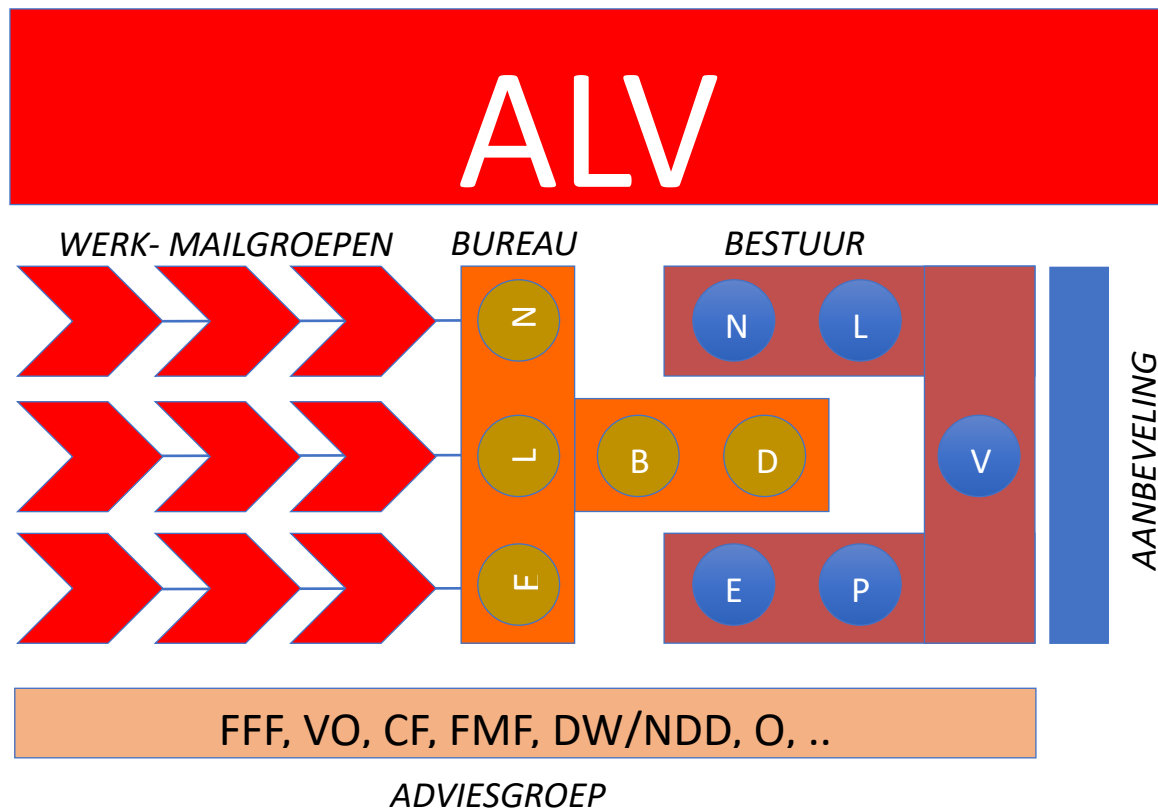 ALV
WERK- MAILGROEPEN
BUREAU
BESTUUR
N
N
L
L
B
D
V
E
E
P
AANBEVELING
FFF, VO, CF, FMF, DW/NDD, O, ..
ADVIESGROEP